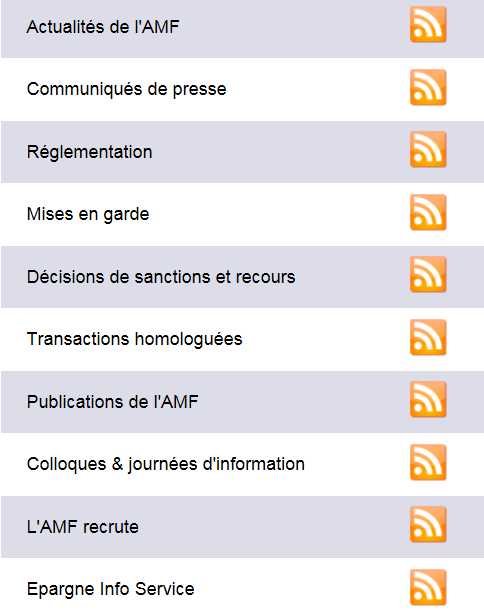 Actualités de l'AMF
Communiqués de presse
Réglementation
Mises en garde
Décisions de sanctions et recours
Transactions homologuées
Publications de l'AMF
Colloques & journées d'information
L'AMF recrute
Epargne Info Service